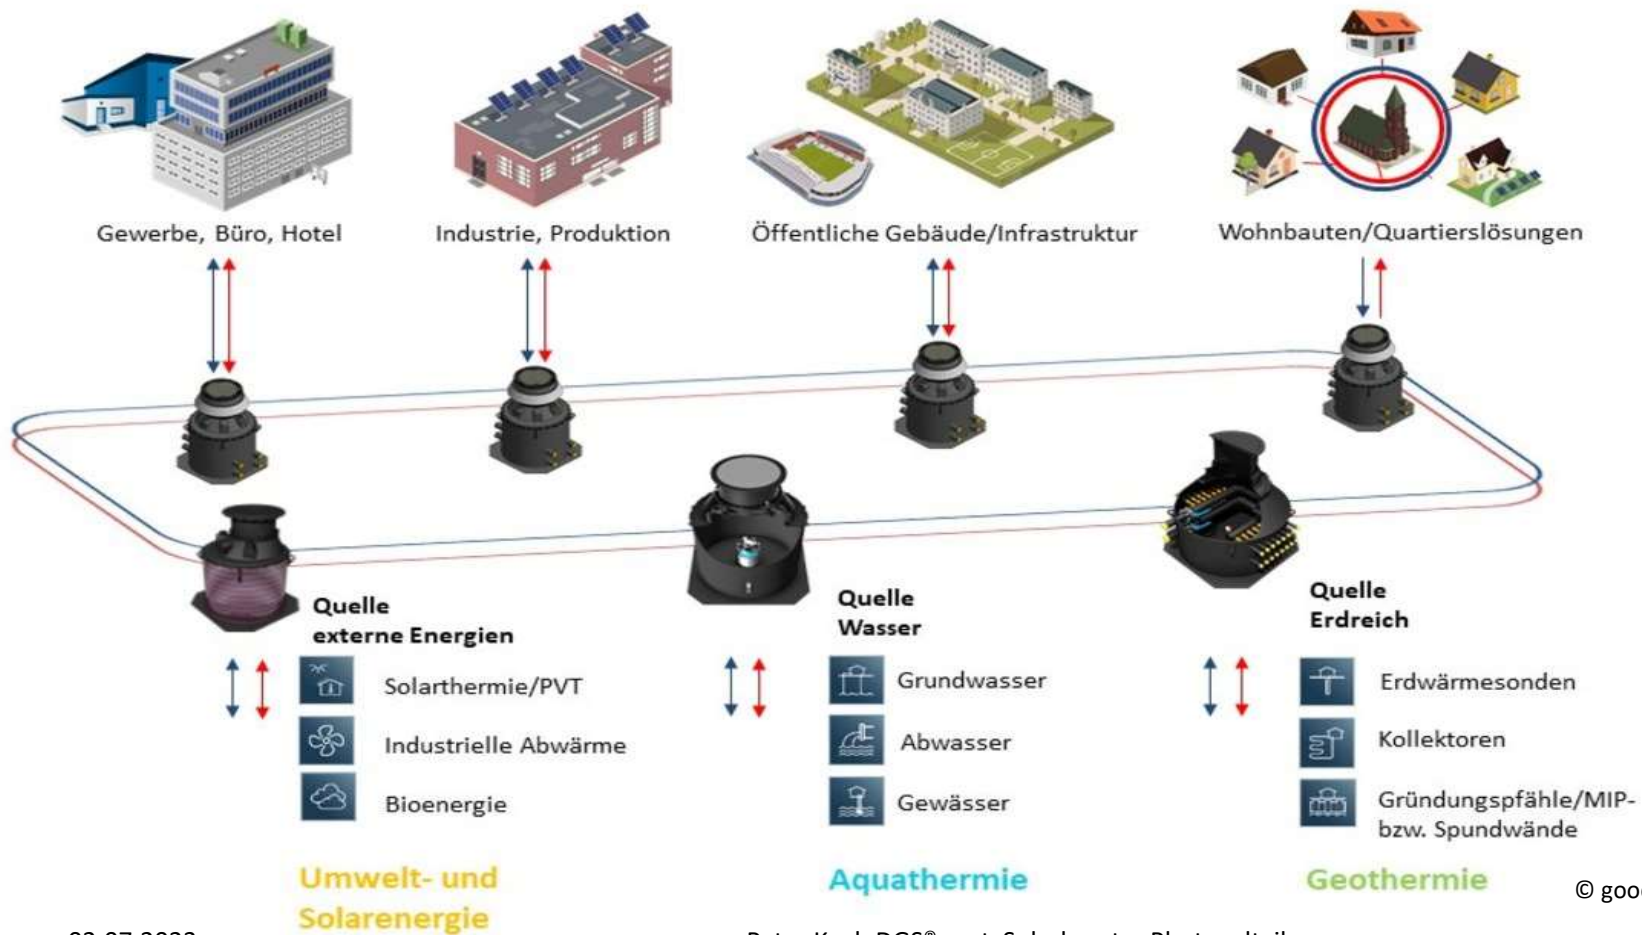 Gewerbe, Büro, Hotel
Industrie, Produktion
Öffentliche Gebäude/Infrastruktur
Wohnbauten/Quartierslösungen
Quelle
externe Energien
Solarthermie/PVT
Industrielle Abwärme
Bioenergie
Umwelt- und
Solarenergie
Quelle
Wasser
Grundwasser
Abwasser
Gewässer
Aquathermie
Quelle
Erdreich
Erdwärmesonden
Kollektoren
Gründungspfähle/MIP-
bzw. Spundwände
Geothermie
©